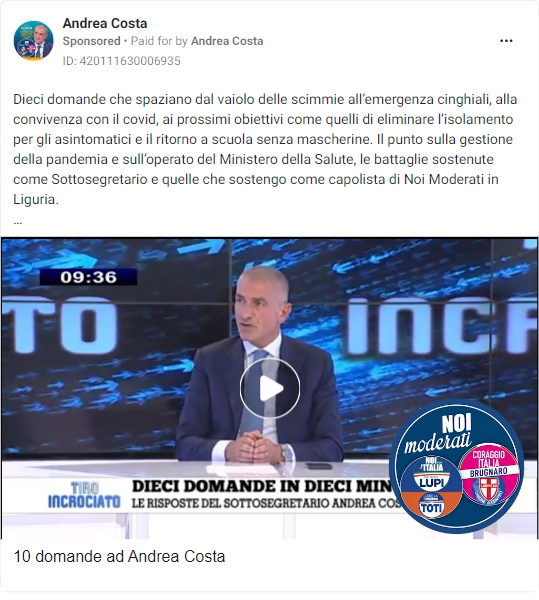 Andrea Costa
Sponsored • Paid for by Andrea Costa
ID: 420111630006935
Dieci domande che spaziano dal vaiolo delle scimmie all'emergenza cinghiali, alla
convivenza con il covid, ai prossimi obiettivi come quelli di eliminare l'isolamento
per gli asintomatici e il ritorno a scuola senza mascherine. Il punto sulla gestione
della pandemia e sull'operato del Ministero della Salute, le battaglie sostenute
come Sottosegretario e quelle che sostengo come capolista di Noi Moderati in
Liguria.
...
09:36
TO INCR
NOI
moderati
NOI
L'ITALIA
LUPI
CORAGGIO
ITALIA
BRUGNARO
TOTI
TIRO
INCROCIATO
DIECI DOMANDE IN DIECI MIN
LE RISPOSTE DEL SOTTOSEGRETARIO ANDREA COS
10 domande ad Andrea Costa